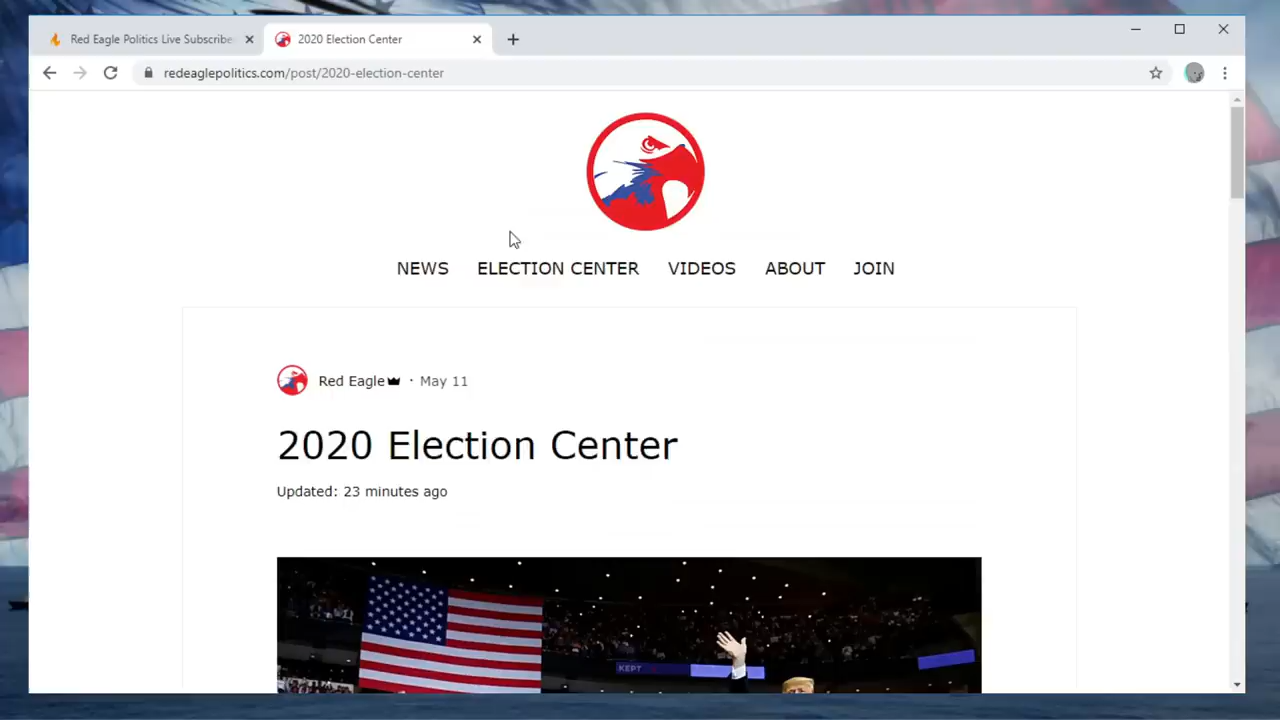 Red Eagle Politics Live Subscribe
2020 Election Center
redeaglepolitics.com/post/2020-election-center
NEWS ELECTION CENTER VIDEOS ABOUT JOIN
Red Eagle · May 11
2020 Election Center
Updated: 23 minutes ago
KEPT